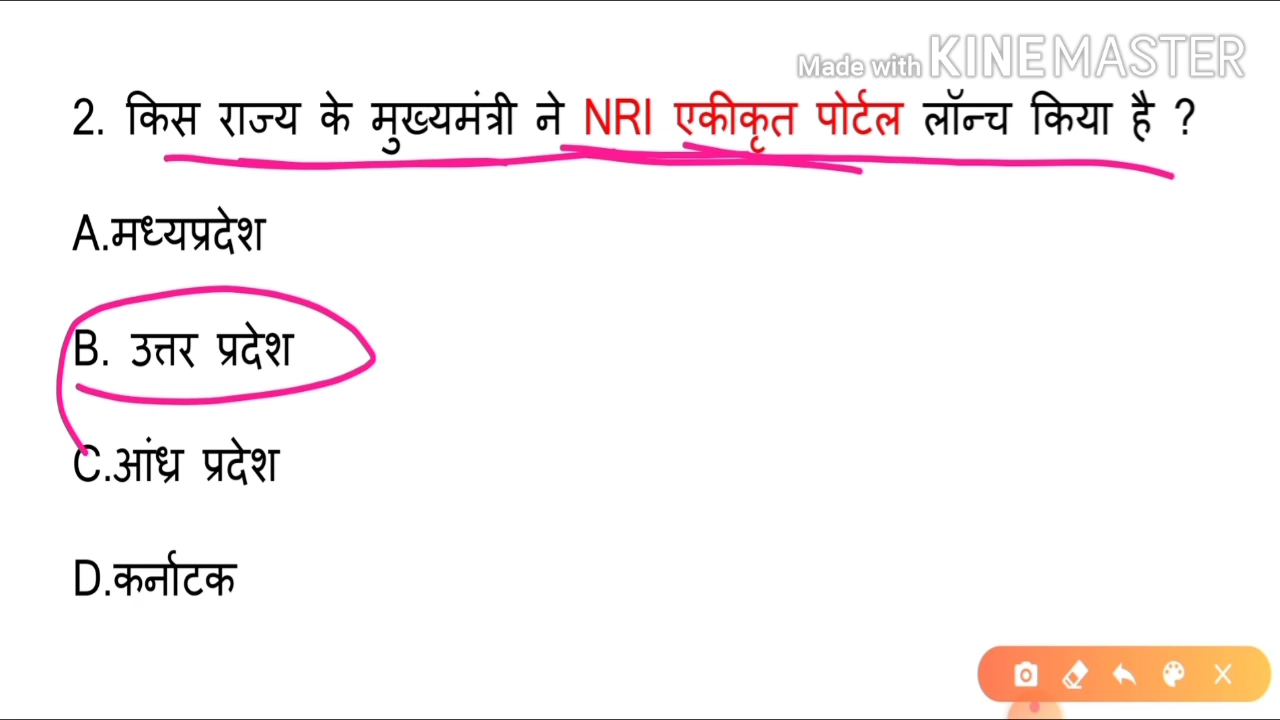 Made with KINEMASTER
2. किस राज्य के मुख्यमंत्री ने NRI एकीकृत पोर्टल लॉन्च किया है ?
A.मध्यप्रदेश
B. उत्तर प्रदेश
C.आंध्र प्रदेश
D.कर्नाटक